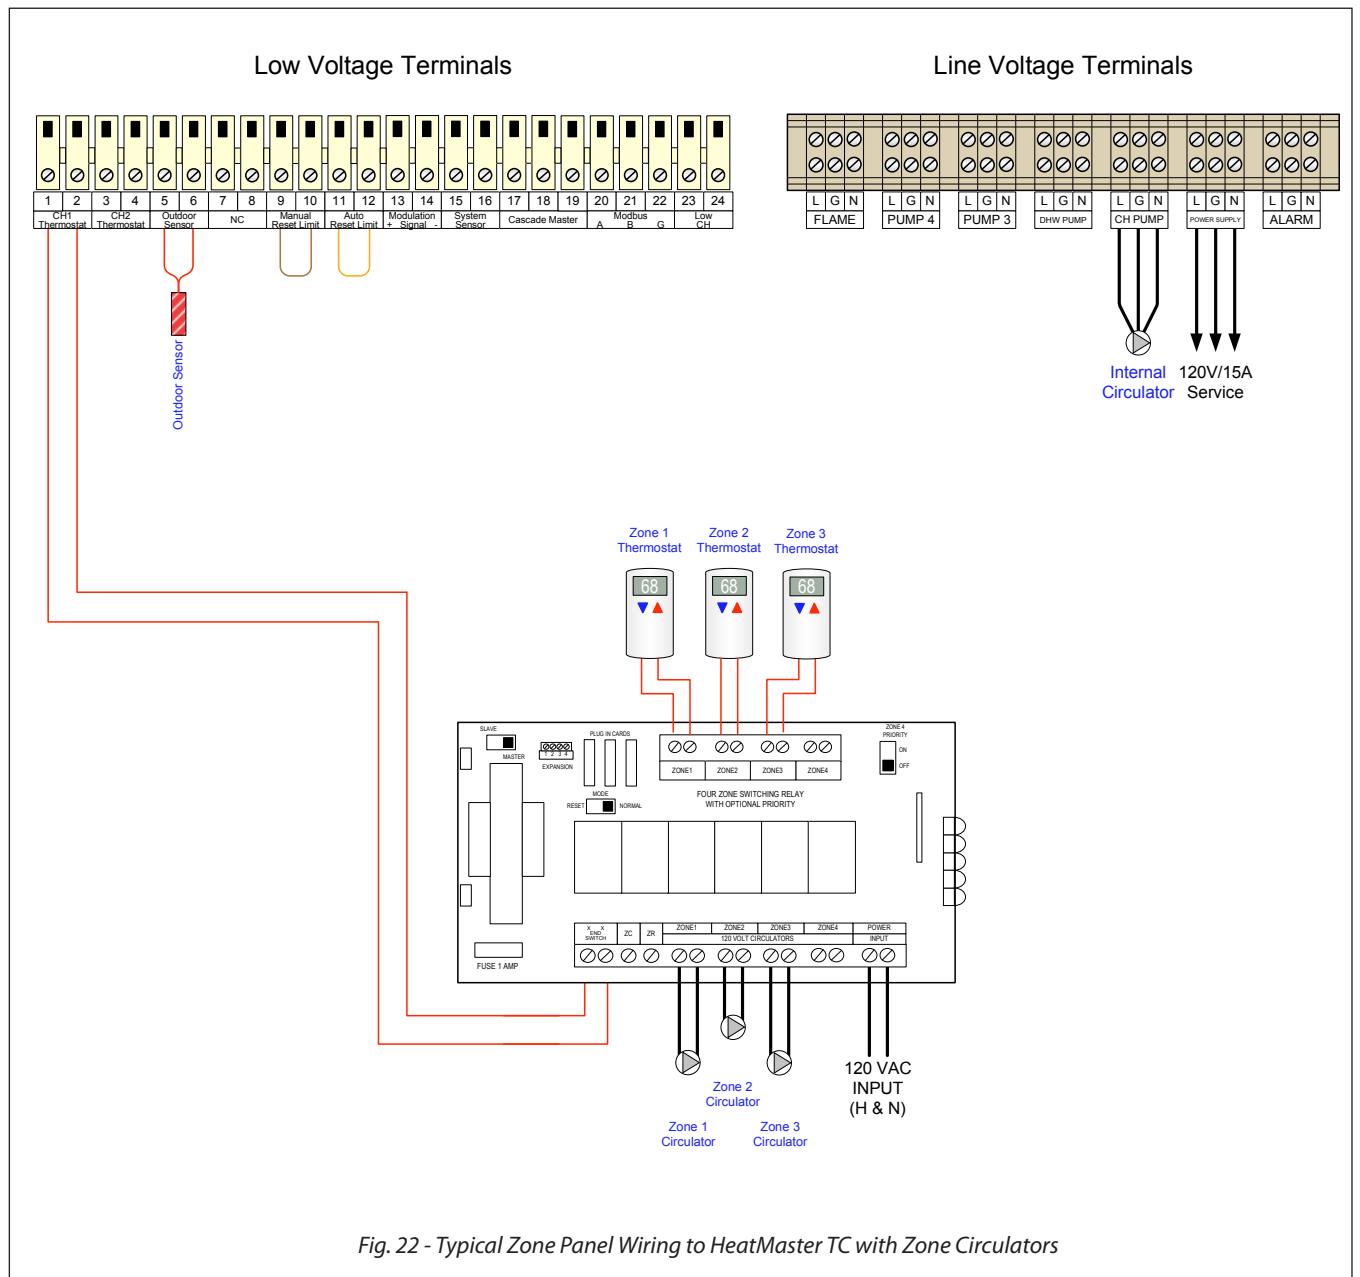 Low Voltage Terminals
Line Voltage Terminals
1 2 3 4 5 6 7 8 9 10 11 12 13 14 15 16 17 18 19 20 21 22 23 24
CH1 Thermostat
CH2 Thermostat
Outdoor Sensor
NC
Manual Reset Limit
Auto Reset Limit
Modulation + Signal -
System Sensor
Cascade Master
Modbus A B G
Low CH
L G N L G N L G N L G N L G N L G N L G N
FLAME PUMP 4 PUMP 3 DHW PUMP CH PUMP POWER SUPPLY ALARM
Outdoor Sensor
Internal Circulator
120V/15A Service
Zone 1 Thermostat
Zone 2 Thermostat
Zone 3 Thermostat
68 68 68
SLAVE
MASTER
1 2 3 4
EXPANSION
PLUG IN CARDS
MODE
RESET NORMAL
ZONE1 ZONE2 ZONE3 ZONE4
FOUR ZONE SWITCHING RELAY
WITH OPTIONAL PRIORITY
ZONE 4
PRIORITY
ON
OFF
FUSE 1 AMP
X X
END
SWITCH
ZC ZR
ZONE1 ZONE2 ZONE3 ZONE4
120 VOLT CIRCULATORS
POWER
INPUT
Zone 1 Circulator
Zone 2 Circulator
Zone 3 Circulator
120 VAC
INPUT
(H & N)
Fig. 22 - Typical Zone Panel Wiring to HeatMaster TC with Zone Circulators